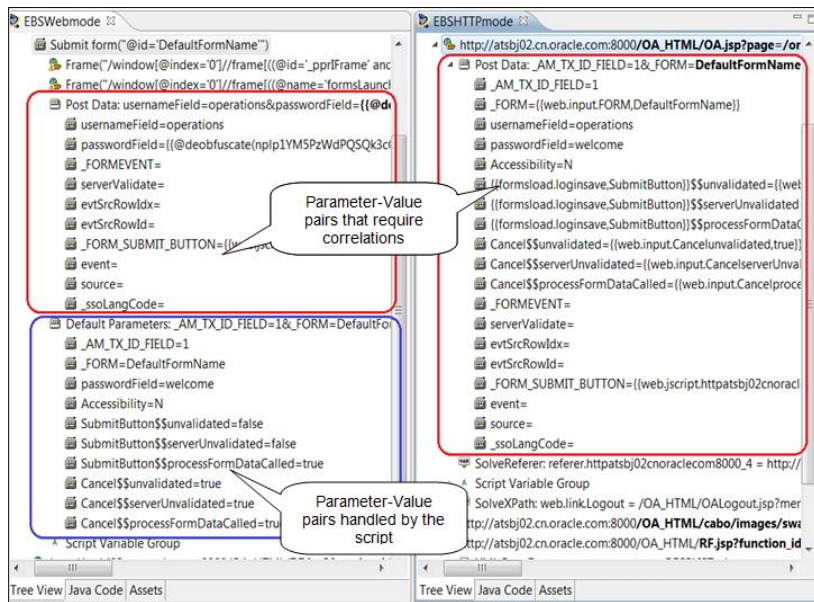 EBSWebmode
Submit form("@id='DefaultFormName'")
Frame("/window[@index='0']//frame[((@id='_pprIFrame' and
Frame("/window[@index='0']//frame[((@name='formsLaunch
Post Data: usernameField=operations&passwordField={{@de
usernameField=operations
passwordField={{@deobfuscate(nplp1YM5PzWdPQSQk3c
_FORMEVENT=
serverValidate=
evtSrcRowIdx=
evtSrcRowId=
_FORM_SUBMIT_BUTTON={{web.jsc
event=
source=
_ssoLangCode=
Default Parameters: _AM_TX_ID_FIELD=1&_FORM=DefaultFor
_AM_TX_ID_FIELD=1
_FORM=DefaultFormName
passwordField=welcome
Accessibility=N
SubmitButton$$unvalidated=false
SubmitButton$$serverUnvalidated=false
SubmitButton$$processFormDataCalled=true
Cancel$$unvalidated=true
Cancel$$serverUnvalidated=true
Cancel$$processFormDataCalled=true
Script Variable Group
Tree View Java Code Assets
Parameter-Value
pairs that require
correlations
Parameter-Value
pairs handled by the
script
EBSHTTPmode
http://atsbj02.cn.oracle.com:8000/OA_HTML/OA.jsp?page=/or
Post Data: _AM_TX_ID_FIELD=1&_FORM=DefaultFormName
_AM_TX_ID_FIELD=1
_FORM={{web.input.FORM,DefaultFormName}}
usernameField=operations
passwordField=welcome
Accessibility=N
{{formsload.loginsave,SubmitButton}}$$unvalidated={{web
{{formsload.loginsave,SubmitButton}}$$serverUnvalidated
{{formsload.loginsave,SubmitButton}}$$processFormDataC
Cancel$$unvalidated={{web.input.Cancelunvalidated,true}}
Cancel$$serverUnvalidated={{web.input.CancelserverUnval
Cancel$$processFormDataCalled={{web.input.Cancelproce
_FORMEVENT=
serverValidate=
evtSrcRowIdx=
evtSrcRowId=
_FORM_SUBMIT_BUTTON={{web.jscript.httpatsbj02cnoracl
event=
source=
_ssoLangCode=
SolveReferer: referer.httpatsbj02cnoraclecom8000_4 = http://
Script Variable Group
SolveXPath: web.link.Logout = /OA_HTML/OALogout.jsp?mer
http://atsbj02.cn.oracle.com:8000/OA_HTML/cabo/images/swa
http://atsbj02.cn.oracle.com:8000/OA_HTML/RF.jsp?function_id
Tree View Java Code Assets